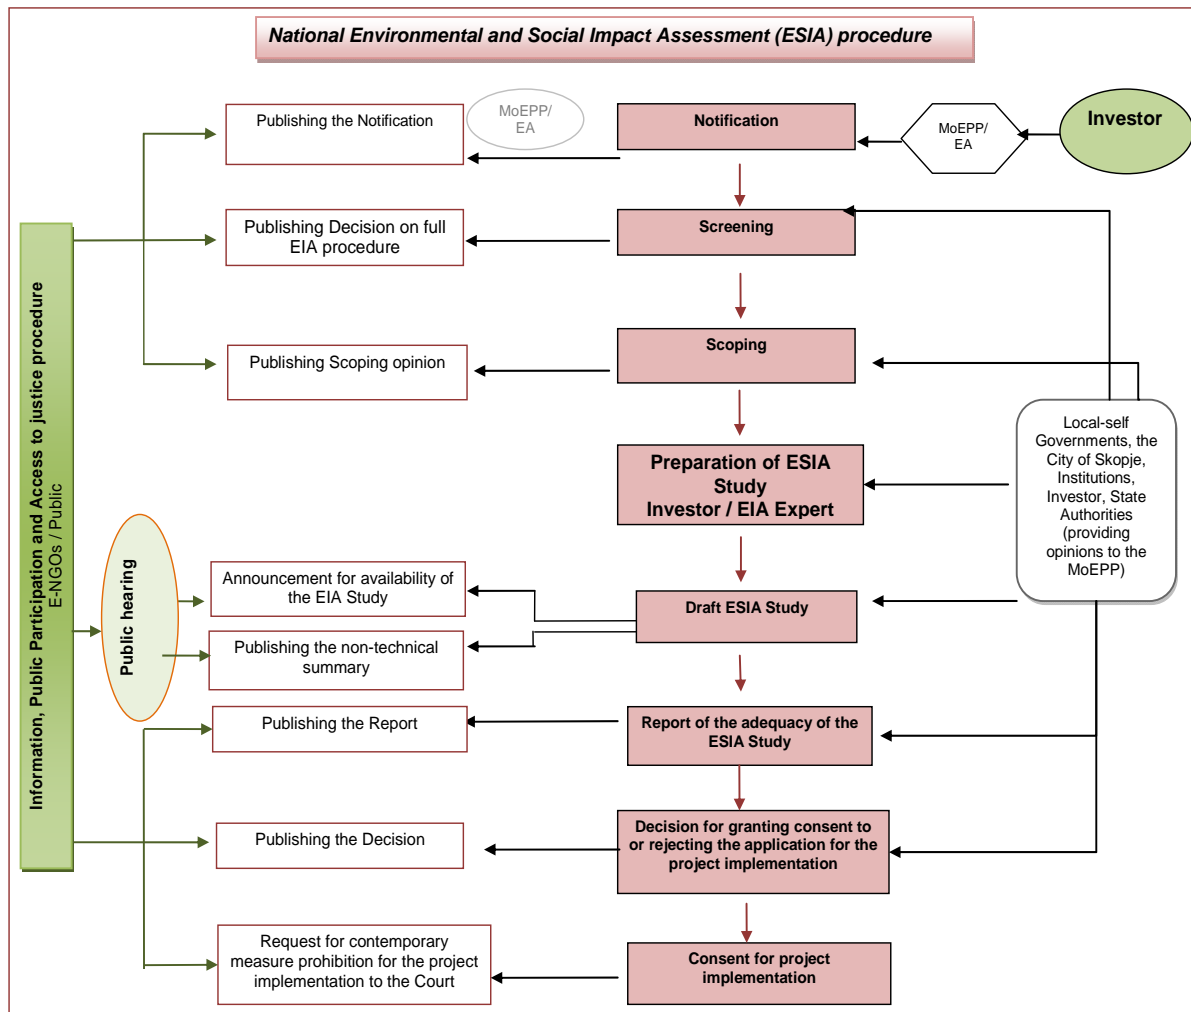 National Environmental and Social Impact Assessment (ESIA) procedure
Publishing the Notification
MoEPP/
EA
Notification
MoEPP/
EA
Investor
Publishing Decision on full
EIA procedure
Screening
Publishing Scoping opinion
Scoping
Information, Public Participation and Access to justice procedure
E-NGOs / Public
Preparation of ESIA
Study
Investor / EIA Expert
Local-self
Governments, the
City of Skopje,
Institutions,
Investor, State
Authorities
(providing
opinions to the
MoEPP)
Public hearing
Announcement for availability of
the EIA Study
Draft ESIA Study
Publishing the non-technical
summary
Publishing the Report
Report of the adequacy of the
ESIA Study
Publishing the Decision
Decision for granting consent to
or rejecting the application for the
project implementation
Request for contemporary
measure prohibition for the project
implementation to the Court
Consent for project
implementation